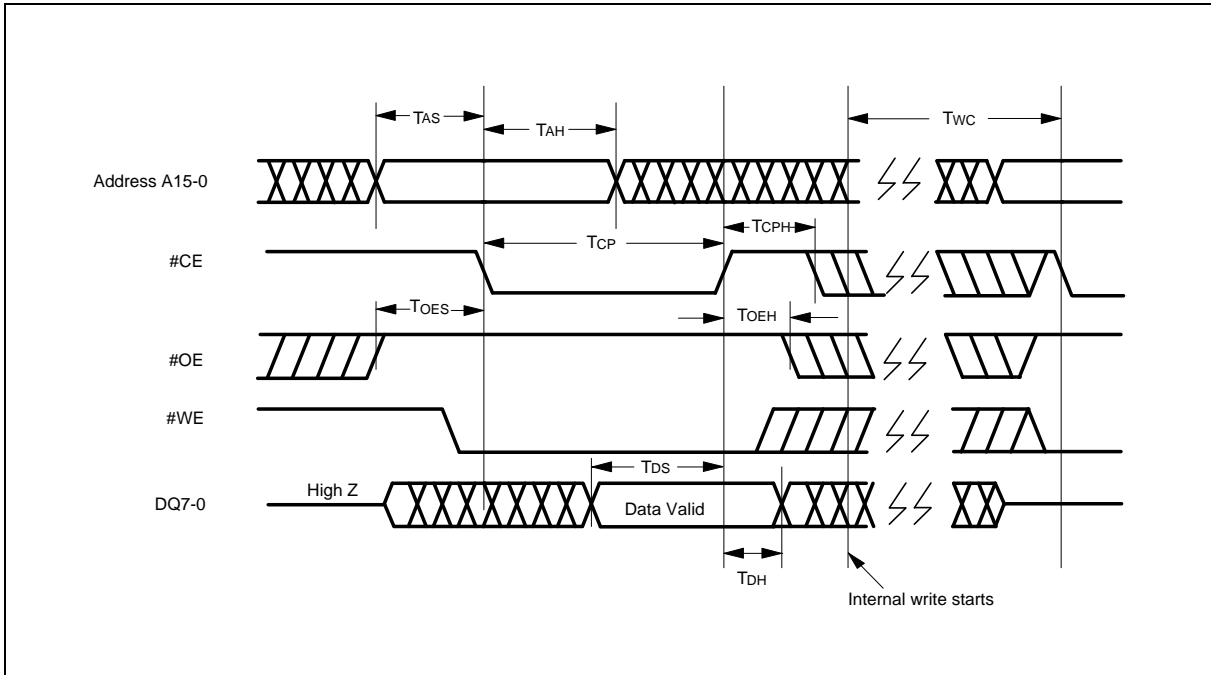 TAS
TAH
TWC
Address A15-0
TCPH
TCP
#CE
TOES
TOEH
#OE
#WE
TDS
High Z
DQ7-0
Data Valid
TDH
Internal write starts